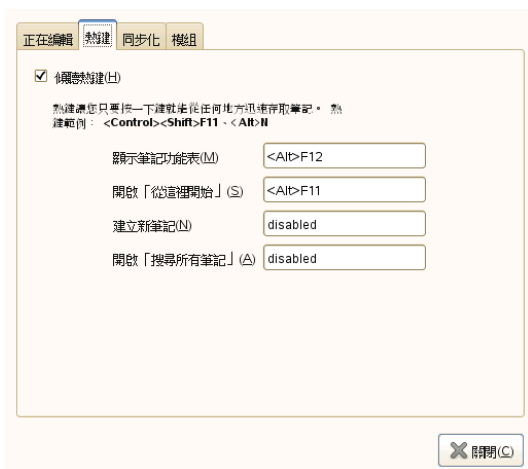 正在編輯 熱鍵 同步化 模組
傾聽熱鍵(H)
熱鍵讓您只要按一下鍵就能從任何地方迅速存取筆記。 熱
鍵範例： <Control><Shift>F11、<Alt>N
顯示筆記功能表(M) <Alt>F12
開啟「從這裡開始」(S) <Alt>F11
建立新筆記(N) disabled
開啟「搜尋所有筆記」(A) disabled
關閉(C)